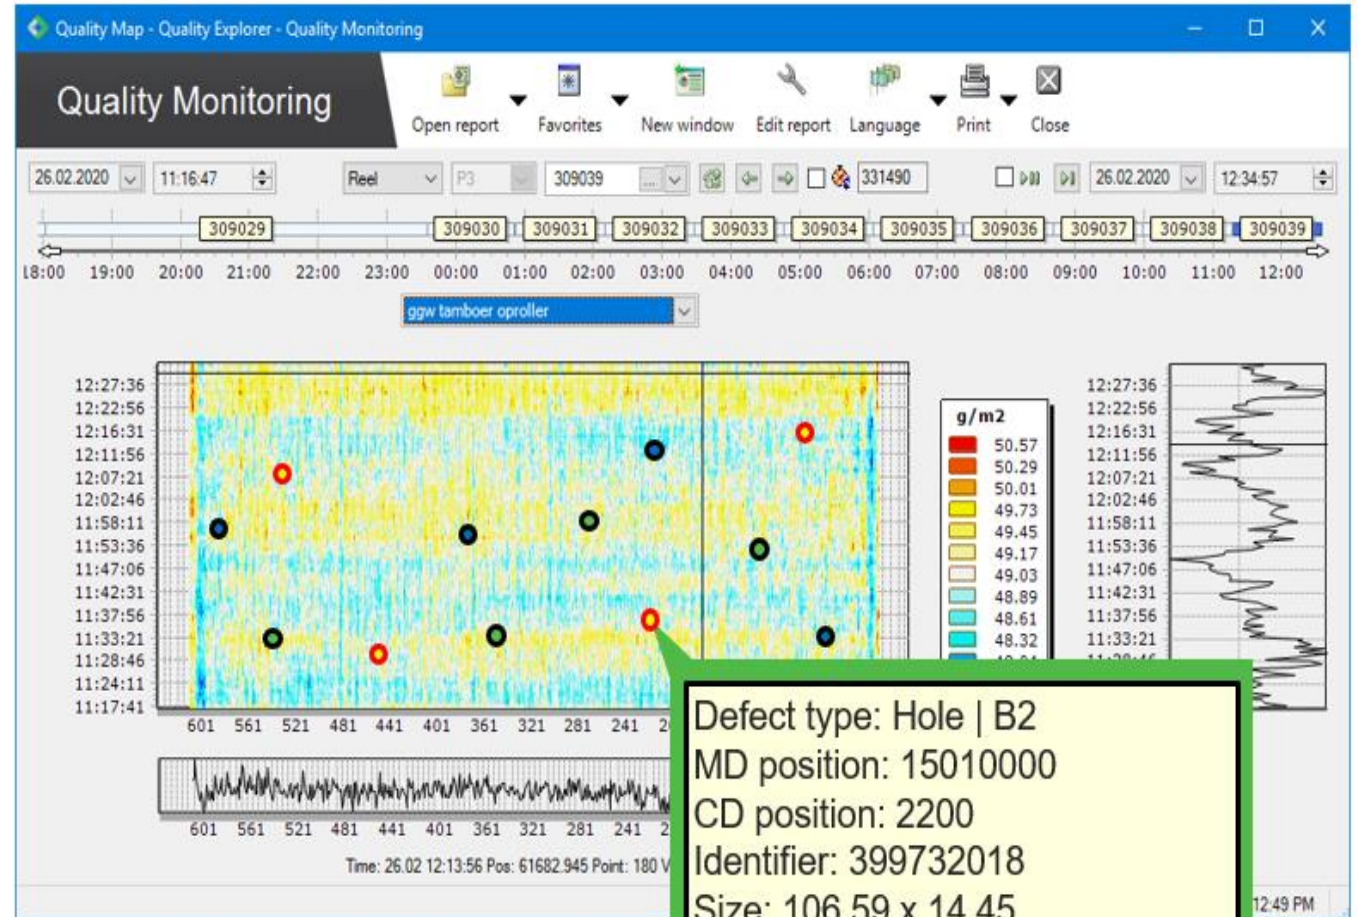 Quality Map - Quality Explorer - Quality Monitoring
Quality Monitoring
Open report Favorites New window Edit report Language Print Close
26.02.2020 11:16:47 Reel P3 309039 ... 331490 26.02.2020 12:34:57
309029 309030 309031 309032 309033 309034 309035 309036 309037 309038 309039
18:00 19:00 20:00 21:00 22:00 23:00 00:00 01:00 02:00 03:00 04:00 05:00 06:00 07:00 08:00 09:00 10:00 11:00 12:00
ggw tamboer oproller
12:27:36
12:22:56
12:16:31
12:11:56
12:07:21
12:02:46
11:58:11
11:53:36
11:47:06
11:42:31
11:37:56
11:33:21
11:28:46
11:24:11
11:17:41
601 561 521 481 441 401 361 321 281 241
g/m2
50.57
50.29
50.01
49.73
49.45
49.17
49.03
48.89
48.61
48.32
12:27:36
12:22:56
12:16:31
12:11:56
12:07:21
12:02:46
11:58:11
11:53:36
11:47:06
11:42:31
11:37:56
11:33:21
601 561 521 481 441 401 361 321 281 241
Time: 26.02 12:13:56 Pos: 61682.945 Point: 180 V
Defect type: Hole | B2
MD position: 15010000
CD position: 2200
Identifier: 399732018
Size: 106.59 x 14.45
12:49 PM